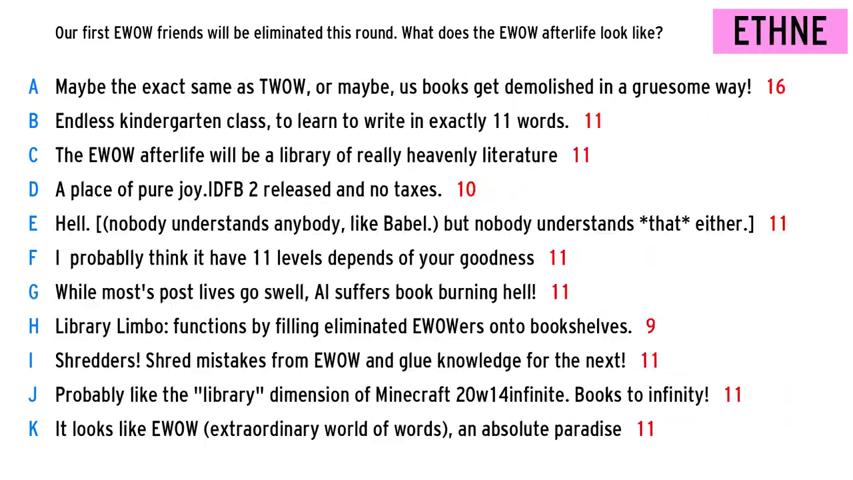 Our first EWOW friends will be eliminated this round. What does the EWOW afterlife look like?
ETHNE
A Maybe the exact same as TWOW, or maybe, us books get demolished in a gruesome way! 16
B Endless kindergarten class, to learn to write in exactly 11 words. 11
C The EWOW afterlife will be a library of really heavenly literature 11
D A place of pure joy.IDFB 2 released and no taxes. 10
E Hell. [(nobody understands anybody, like Babel.) but nobody understands *that* either.] 11
F I  probablly think it have 11 levels depends of your goodness 11
G While most's post lives go swell, AI suffers book burning hell! 11
H Library Limbo: functions by filling eliminated EWOWers onto bookshelves. 9
I Shredders! Shred mistakes from EWOW and glue knowledge for the next! 11
J Probably like the "library" dimension of Minecraft 20w14infinite. Books to infinity! 11
K It looks like EWOW (extraordinary world of words), an absolute paradise 11